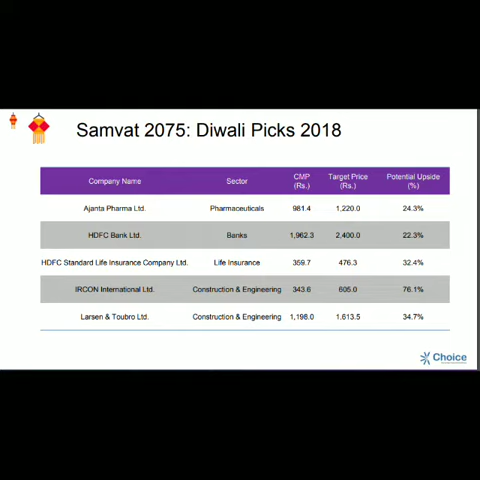 Samvat 2075: Diwali Picks 2018
Company Name Sector CMP (Rs.) Target Price (Rs.) Potential Upside (%)
Ajanta Pharma Ltd. Pharmaceuticals 981.4 1,220.0 24.3%
HDFC Bank Ltd. Banks 1,962.3 2,400.0 22.3%
HDFC Standard Life Insurance Company Ltd. Life Insurance 359.7 476.3 32.4%
IRCON International Ltd. Construction & Engineering 343.6 605.0 76.1%
Larsen & Toubro Ltd. Construction & Engineering 1,198.0 1,613.5 34.7%
Choice